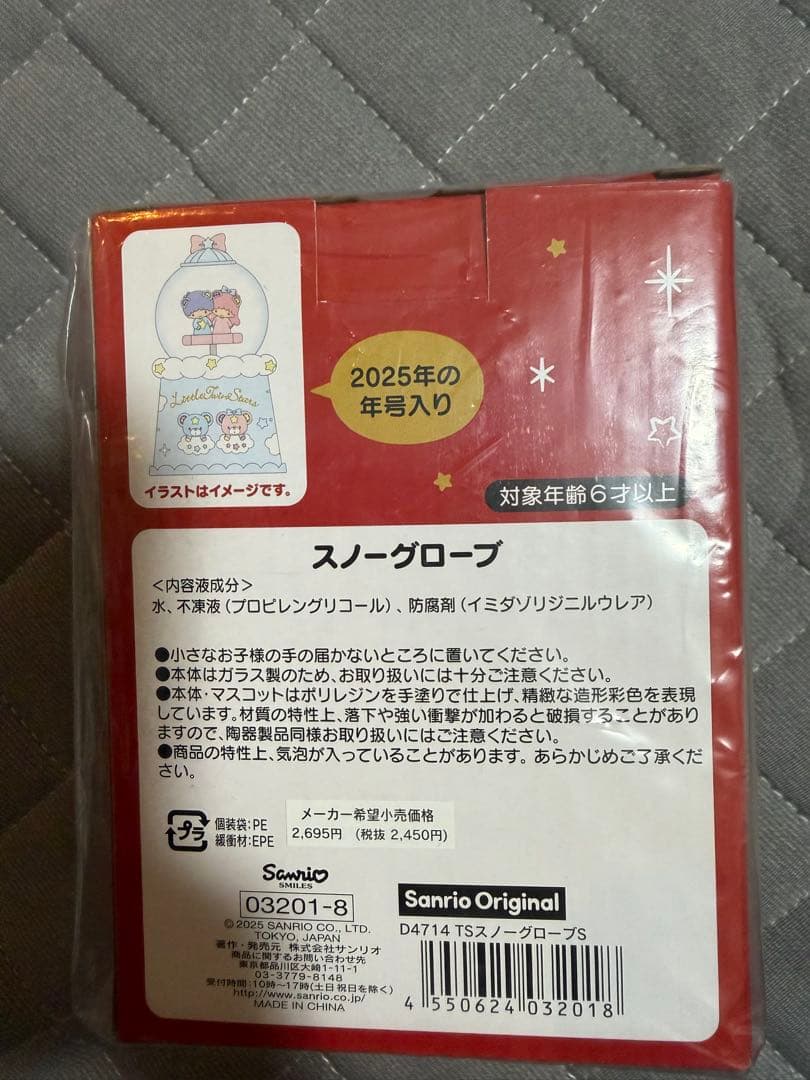 Little Twin Stars
イラストはイメージです。
2025年の
年号入り
対象年齢6才以上
スノーグローブ
<内容液成分>
水、不凍液(プロピレングリコール)、防腐剤(イミダゾリジニルウレア)
●小さなお子様の手の届かないところに置いてください。
●本体はガラス製のため、お取り扱いには十分ご注意ください。
●本体・マスコットはポリレジンを手塗りで仕上げ、精緻な造形彩色を表現
しています。材質の特性上、落下や強い衝撃が加わると破損することがあり
ますので、陶器製品同様お取り扱いにはご注意ください。
●商品の特性上、気泡が入っていることがあります。あらかじめご了承くだ
さい。
プラ
個装袋:PE
緩衝材:EPE
メーカー希望小売価格
2,695円 (税抜 2,450円)
Sanrio
SMILES
03201-8
© 2025 SANRIO CO., LTD.
TOKYO, JAPAN
著作・発売元 株式会社サンリオ
商品に関するお問い合わせ先
東京都品川区大崎1-11-1
03-3779-8148
受付時間:10時~17時(土日祝日を除く)
http://www.sanrio.co.jp/
MADE IN CHINA
Sanrio Original
D4714 TSスノーグローブS
4 550624 032018